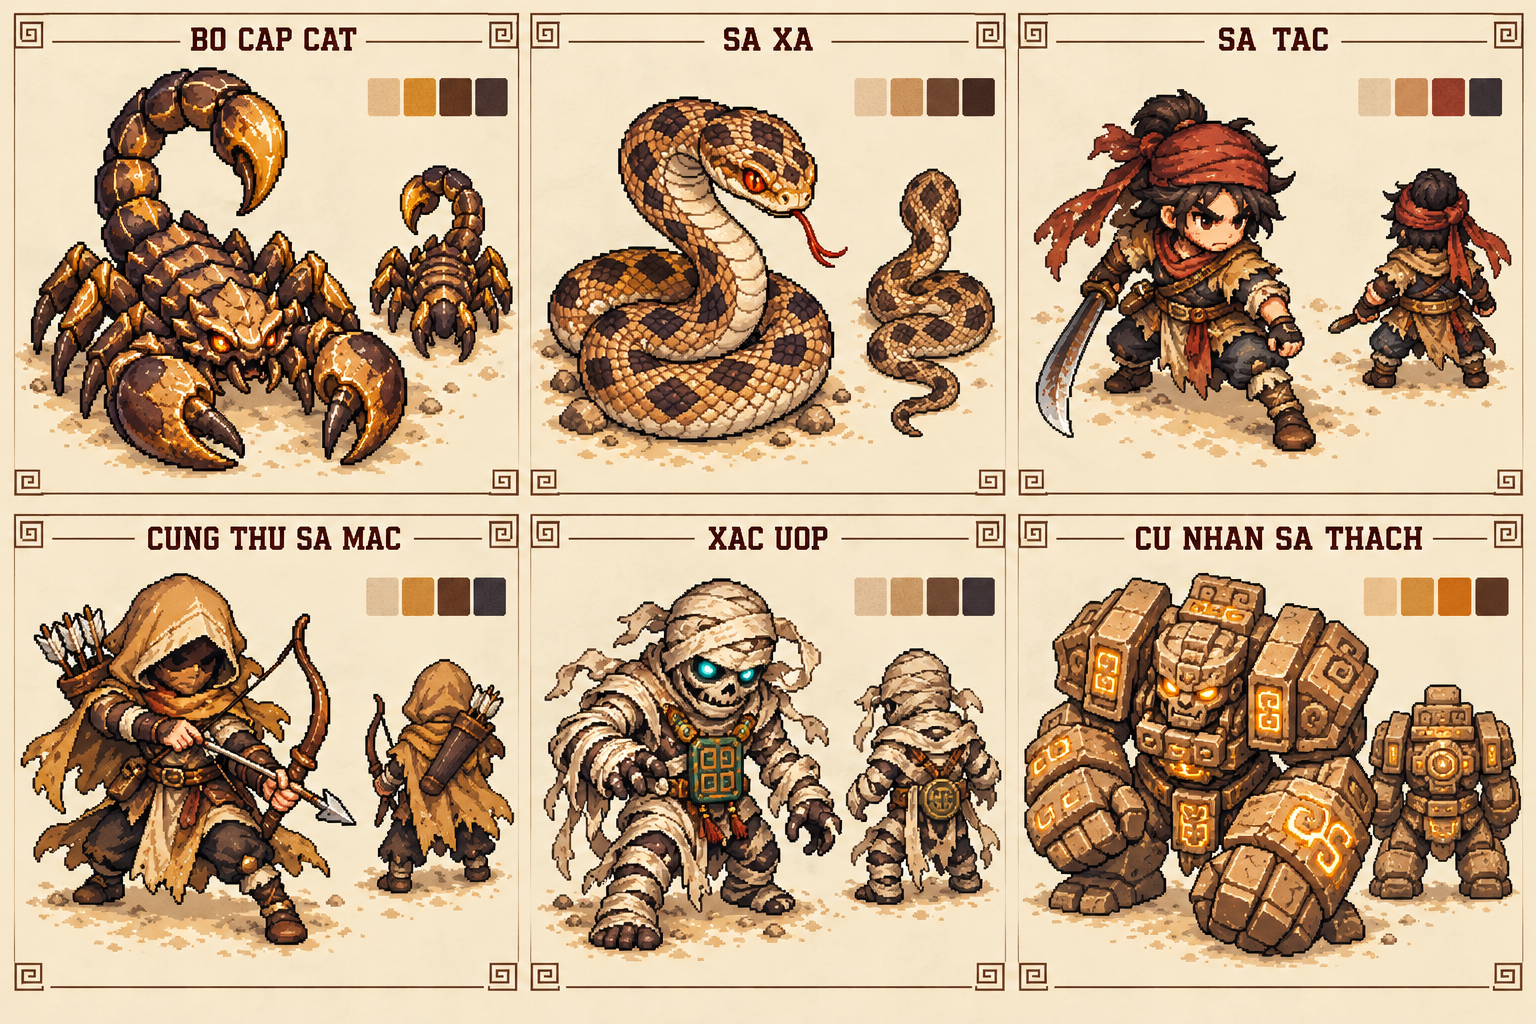 BO CAP CAT
SA XA
SA TAC
CUNG THU SA MAC
XAC UOP
CU NHAN SA THACH